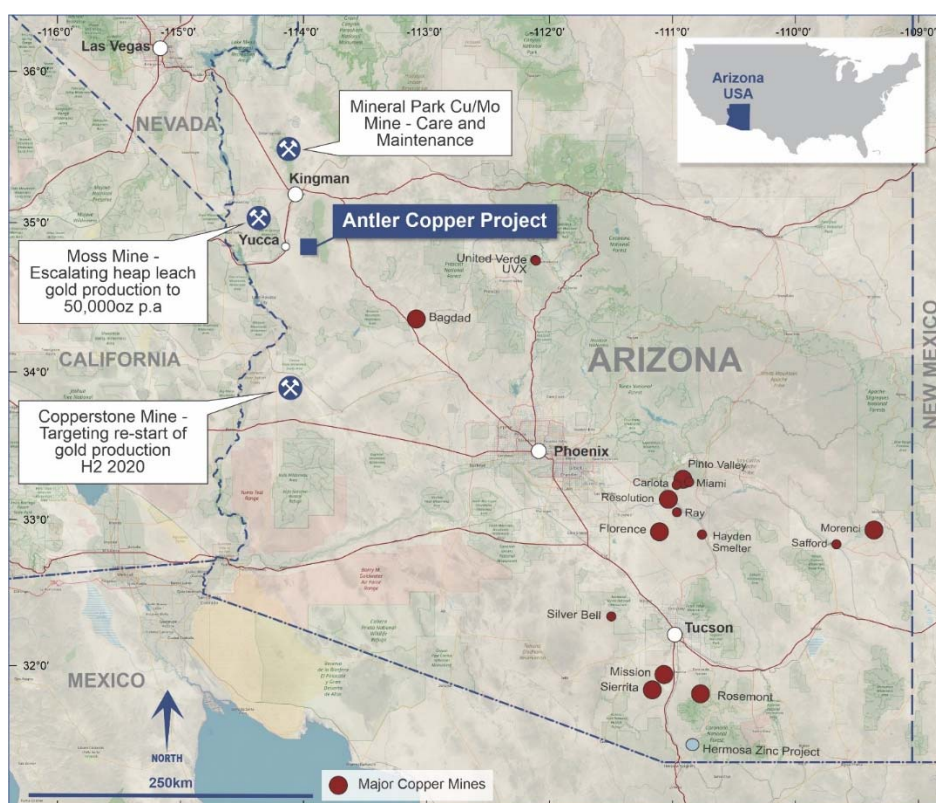 -116°0'
-115°0'
-114°0'
-112°0'
-111°0'
-110°0'
-109°0'
Las Vegas
36°0'
NEVADA
Mineral Park Cu/Mo
Mine - Care and
Maintenance
Arizona
USA
Kingman
35°0'
Antler Copper Project
Yucca
Moss Mine -
Escalating heap leach
gold production to
50,000oz p.a
United Verde
UVX
Bagdad
CALIFORNIA
ARIZONA
NEW MEXICO
34°0'
Copperstone Mine -
Targeting re-start of
gold production
H2 2020
Phoenix
Pinto Valley
Cariota
Miami
Resolution
Ray
33°0'
Florence
Hayden
Smelter
Morenci
Safford
Silver Bell
Tucson
32°0'
MEXICO
Mission
Sierrita
Rosemont
Hermosa Zinc Project
NORTH
250km
Major Copper Mines